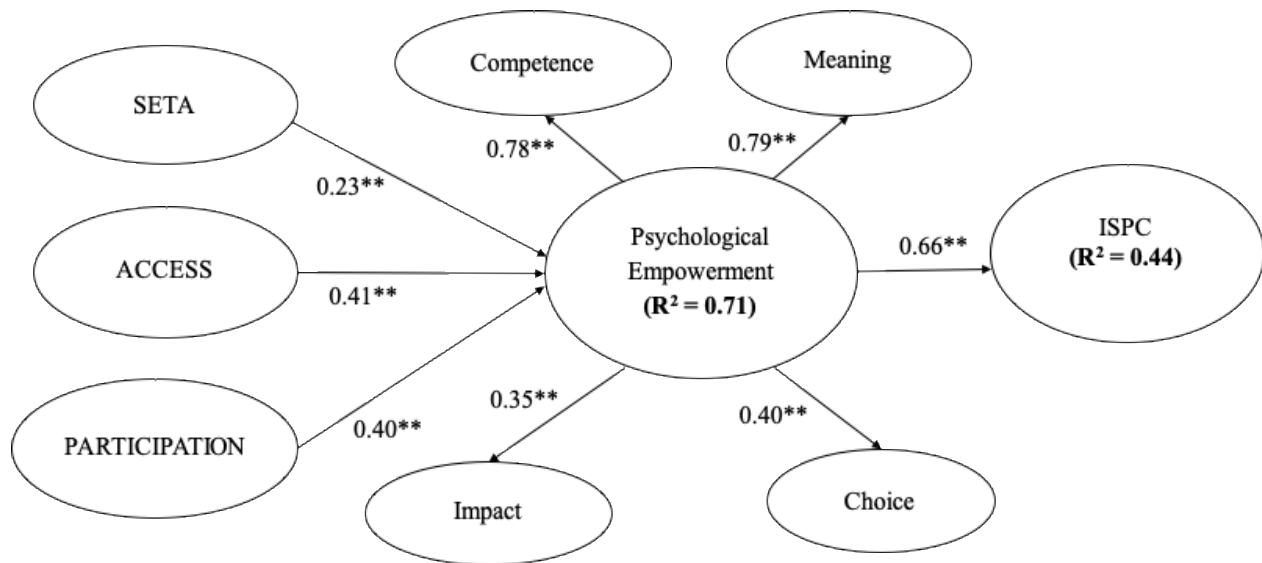 Competence
Meaning
SETA
0.78**
0.79**
0.23**
Psychological
Empowerment
(R² = 0.71)
ISPC
(R² = 0.44)
0.66**
ACCESS
0.41**
PARTICIPATION
0.40**
0.35**
0.40**
Impact
Choice